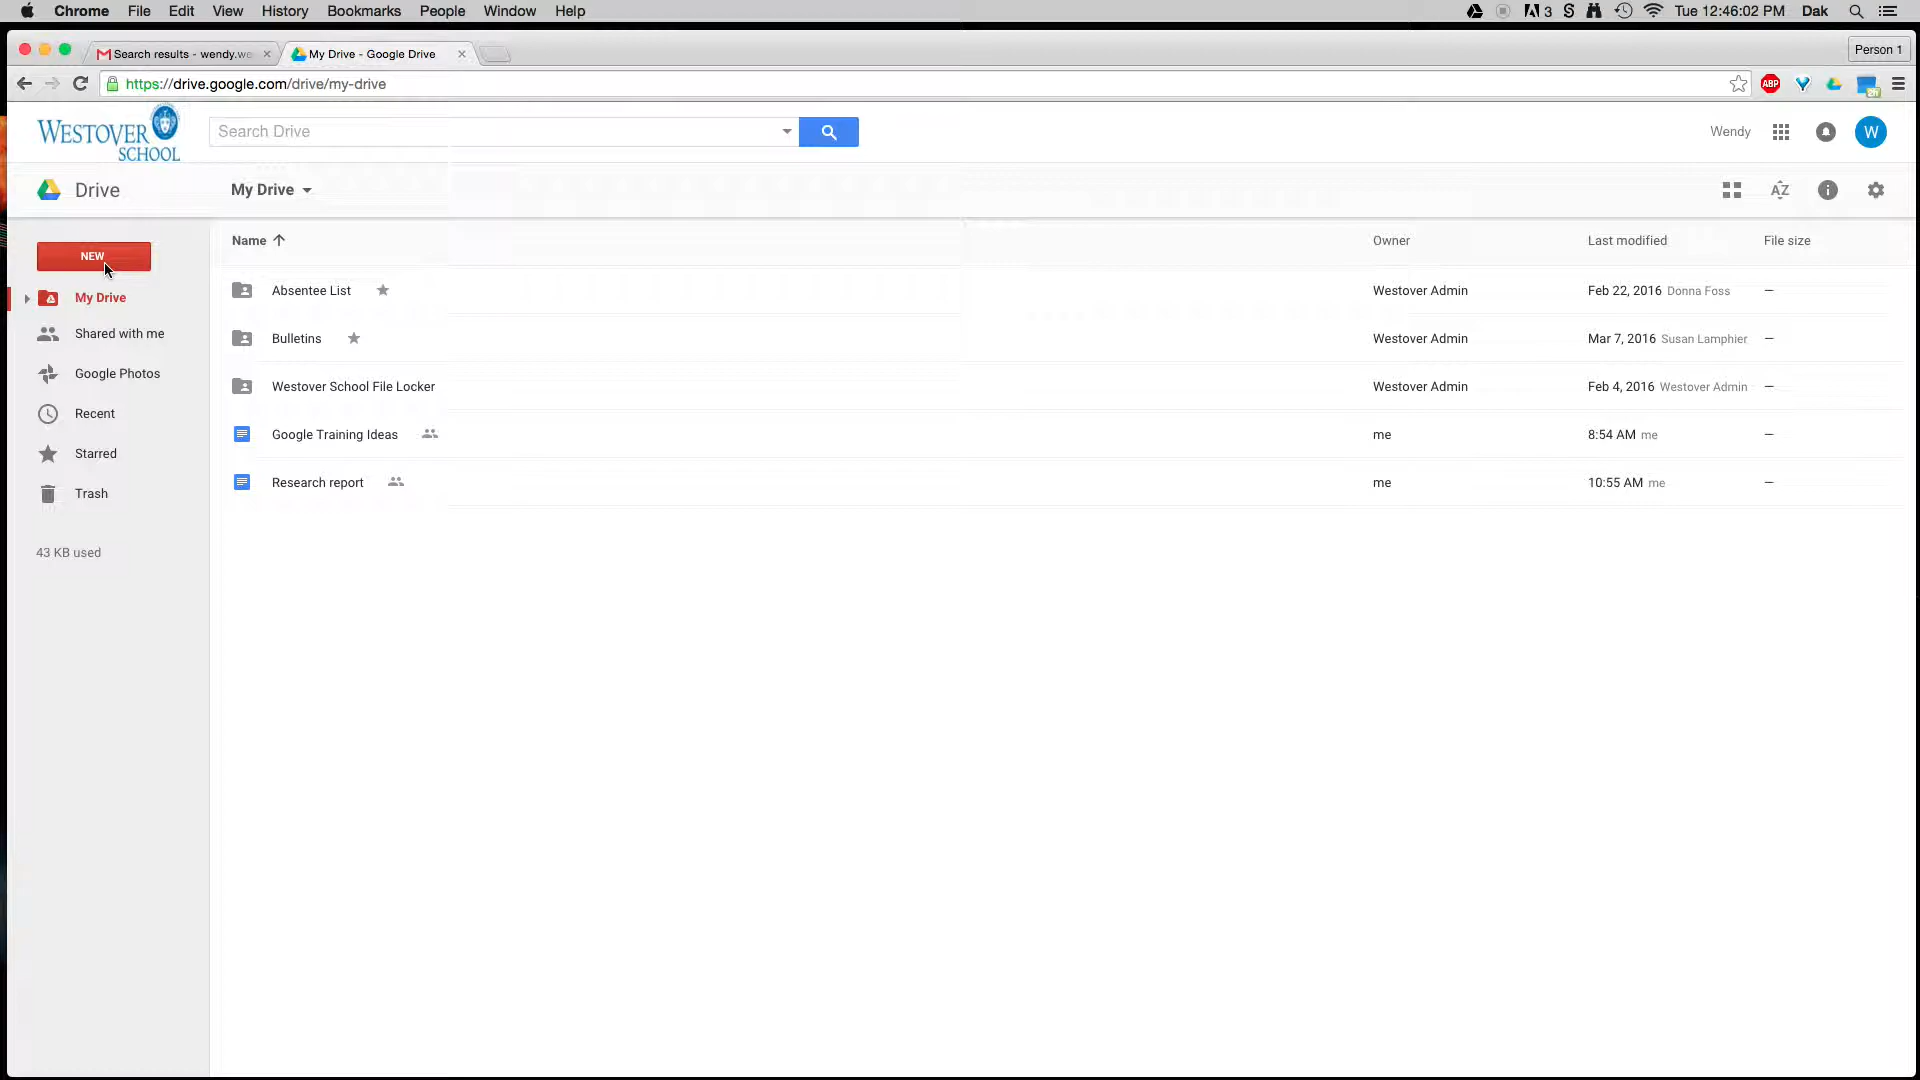 Chrome File Edit View History Bookmarks People Window Help 3 Tue 12:46:02 PM Dak
Search results - wendy.we My Drive - Google Drive Person 1
https://drive.google.com/drive/my-drive ABP
WESTOVER SCHOOL
Search Drive Wendy W
Drive My Drive AZ
NEW
Name Owner Last modified File size
My Drive
Shared with me
Google Photos
Recent
Starred
Trash
43 KB used
Absentee List Westover Admin Feb 22, 2016 Donna Foss –
Bulletins Westover Admin Mar 7, 2016 Susan Lamphier –
Westover School File Locker Westover Admin Feb 4, 2016 Westover Admin –
Google Training Ideas me 8:54 AM me –
Research report me 10:55 AM me –